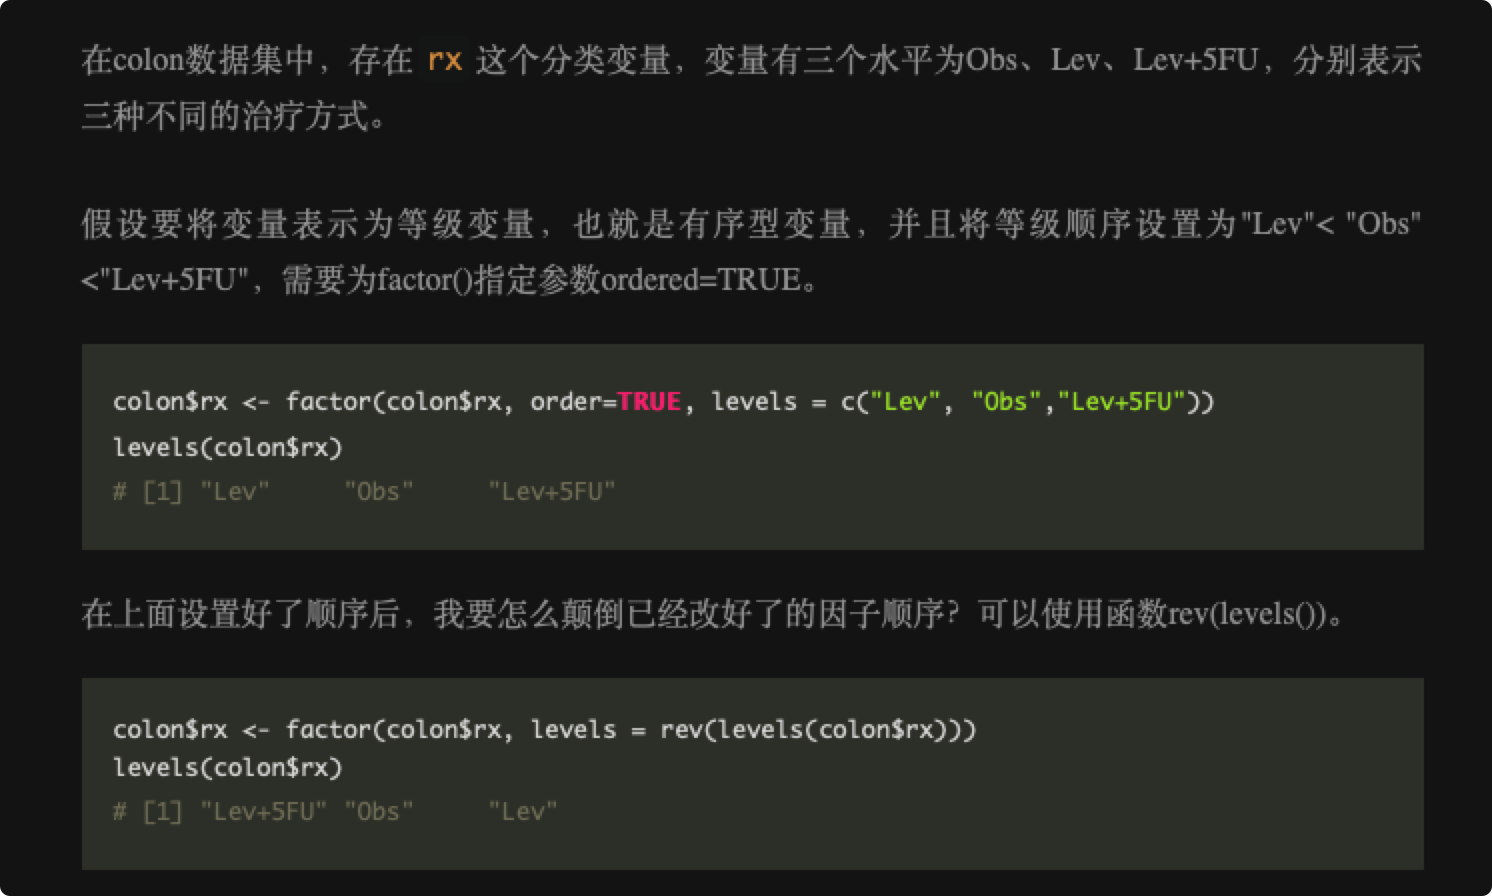 在colon数据集中，存在 rx 这个分类变量，变量有三个水平为Obs、Lev、Lev+5FU，分别表示
三种不同的治疗方式。
假设要将变量表示为等级变量，也就是有序型变量，并且将等级顺序设置为"Lev"< "Obs"
<"Lev+5FU"，需要为factor()指定参数ordered=TRUE。
colon$rx <- factor(colon$rx, order=TRUE, levels = c("Lev", "Obs","Lev+5FU"))
levels(colon$rx)
# [1] "Lev"     "Obs"     "Lev+5FU"
在上面设置好了顺序后，我要怎么颠倒已经改好了的因子顺序？可以使用函数rev(levels())。
colon$rx <- factor(colon$rx, levels = rev(levels(colon$rx)))
levels(colon$rx)
# [1] "Lev+5FU" "Obs"     "Lev"